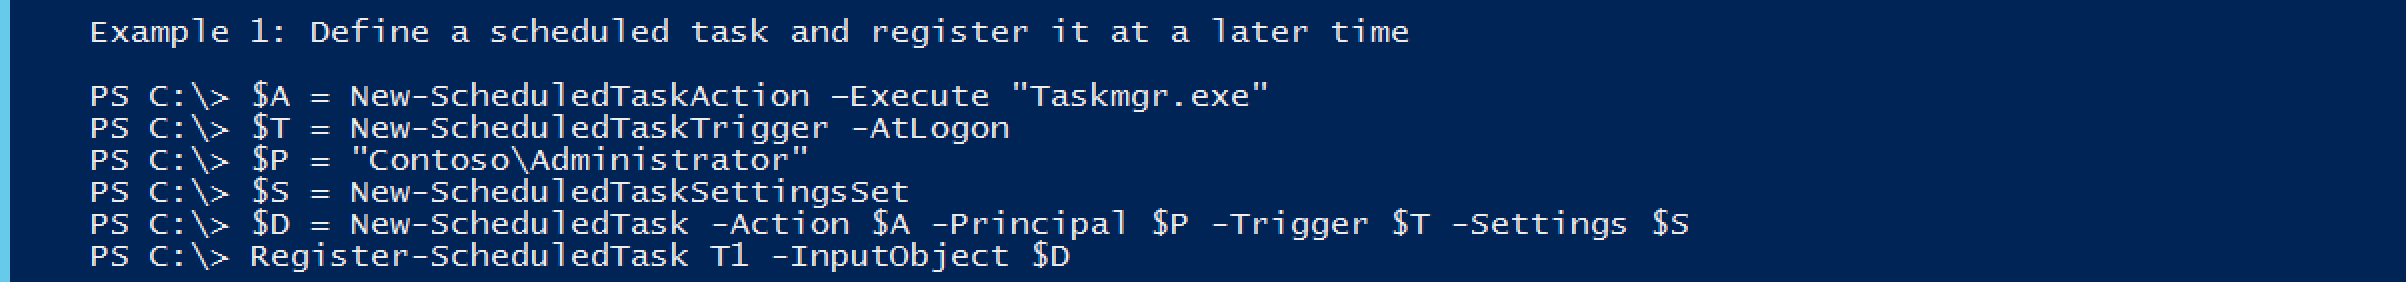 Example 1: Define a scheduled task and register it at a later time
PS C:\> $A = New-ScheduledTaskAction –Execute "Taskmgr.exe"
PS C:\> $T = New-ScheduledTaskTrigger -AtLogon
PS C:\> $P = "Contoso\Administrator"
PS C:\> $S = New-ScheduledTaskSettingsSet
PS C:\> $D = New-ScheduledTask -Action $A -Principal $P -Trigger $T -Settings $S
PS C:\> Register-ScheduledTask T1 -InputObject $D